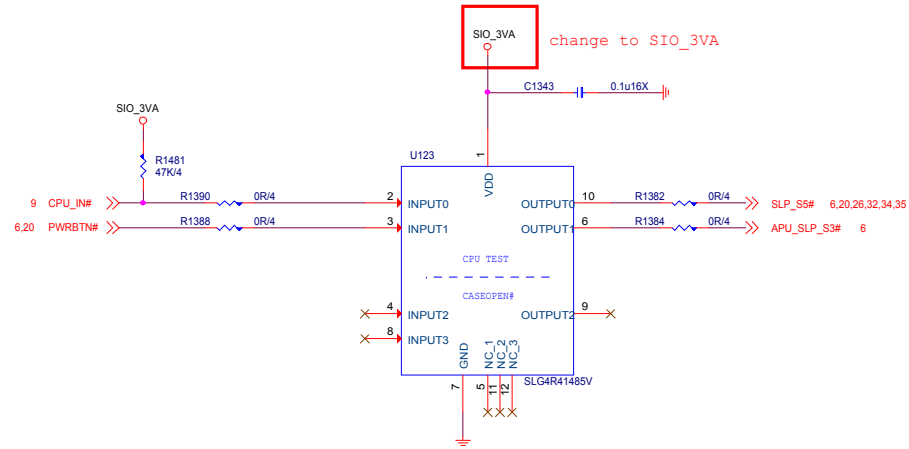 SIO_3VA
change to SIO_3VA
C1343
0.1u16X
SIO_3VA
R1481
47K/4
U123
1
VDD
9 CPU_IN#
R1390
0R/4
2
INPUT0
OUTPUT0
10
R1382
0R/4
SLP_S5# 6,20,26,32,34,35
6,20 PWRBTN#
R1388
0R/4
3
INPUT1
OUTPUT1
6
R1384
0R/4
APU_SLP_S3# 6
CPU TEST
CASEOPEN#
4
INPUT2
OUTPUT2
9
8
INPUT3
GND
NC_1
NC_2
NC_3
7
5
11
12
SLG4R41485V